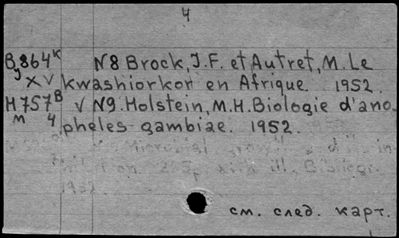 4
B864к N8 Brock, J.F. et Autret, M. Le
J x v kwashiorkor en Afrique. 1952.
H757B v N9. Holstein, M.H. Biologie d'ano
m 4 pheles gambiae. 1952.
см. след. карт.